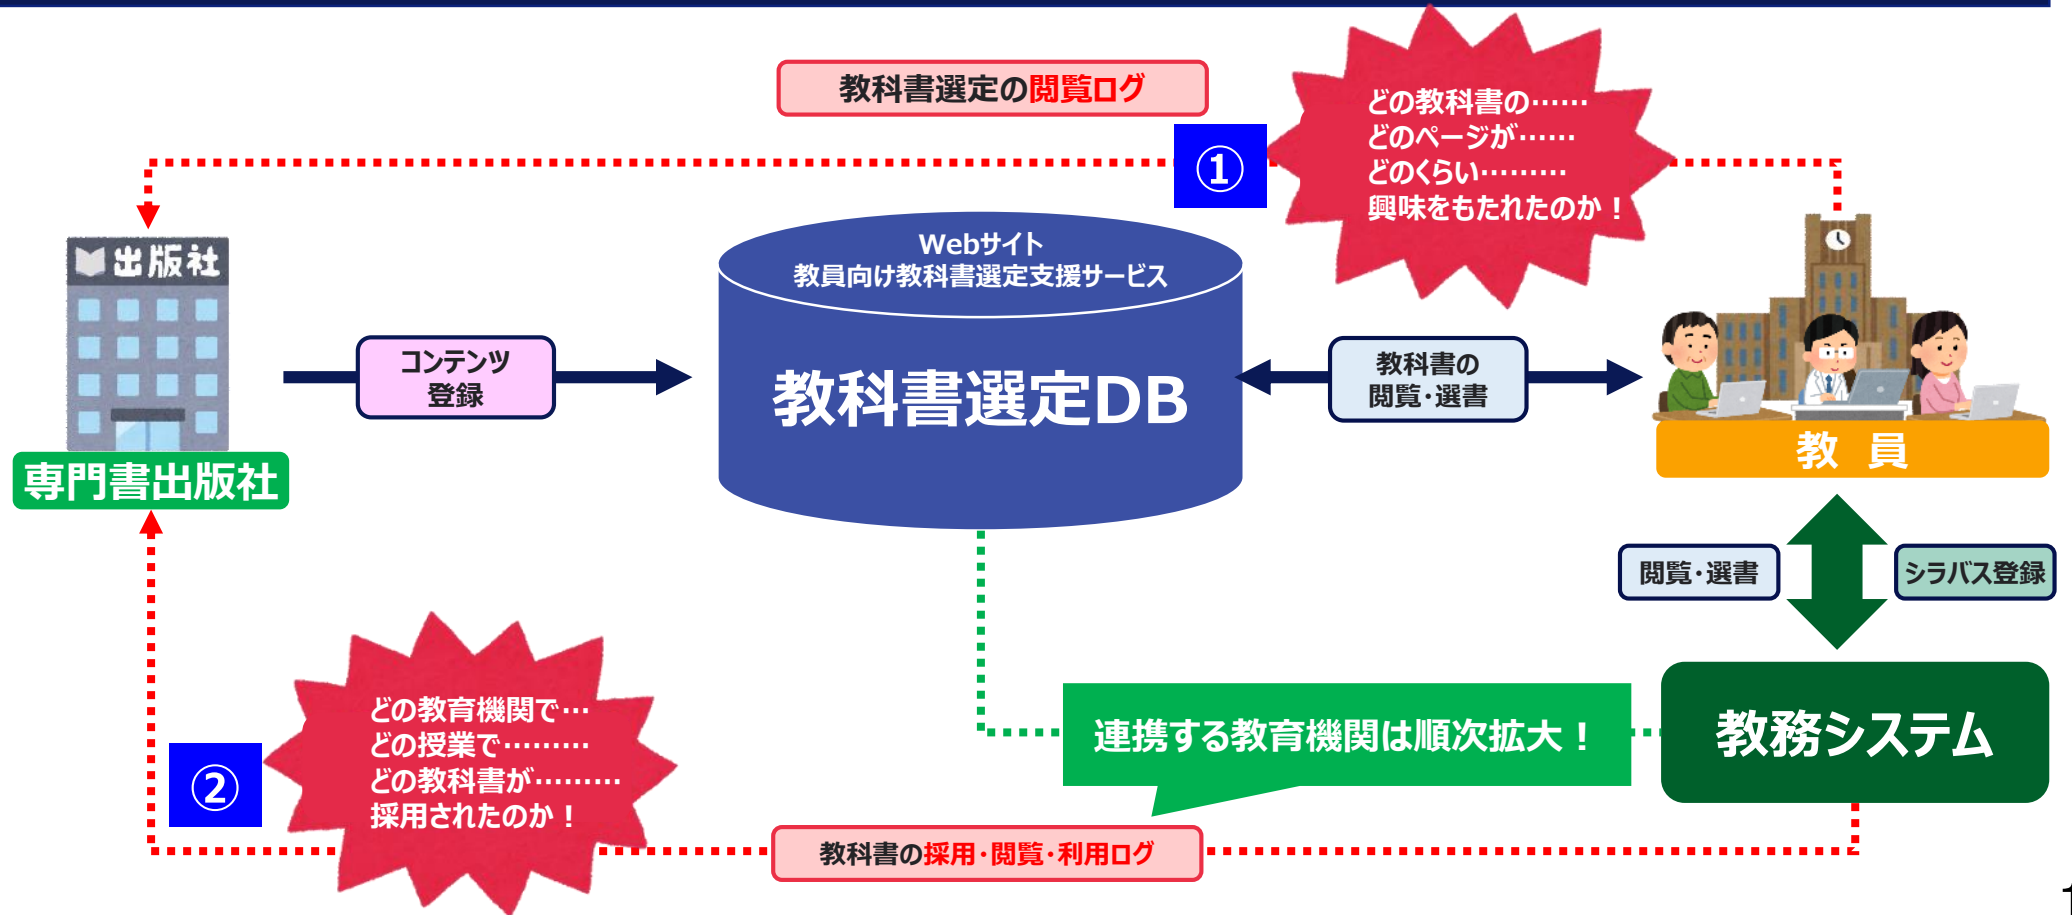 教科書選定の閲覧ログ
①
どの教科書の……
どのページが……
どのくらい………
興味をもたれたのか！
出版社
専門書出版社
コンテンツ
登録
Webサイト
教員向け教科書選定支援サービス
教科書選定DB
教科書の
閲覧・選書
教 員
閲覧・選書
シラバス登録
教務システム
連携する教育機関は順次拡大！
②
どの教育機関で…
どの授業で………
どの教科書が………
採用されたのか！
教科書の採用・閲覧・利用ログ